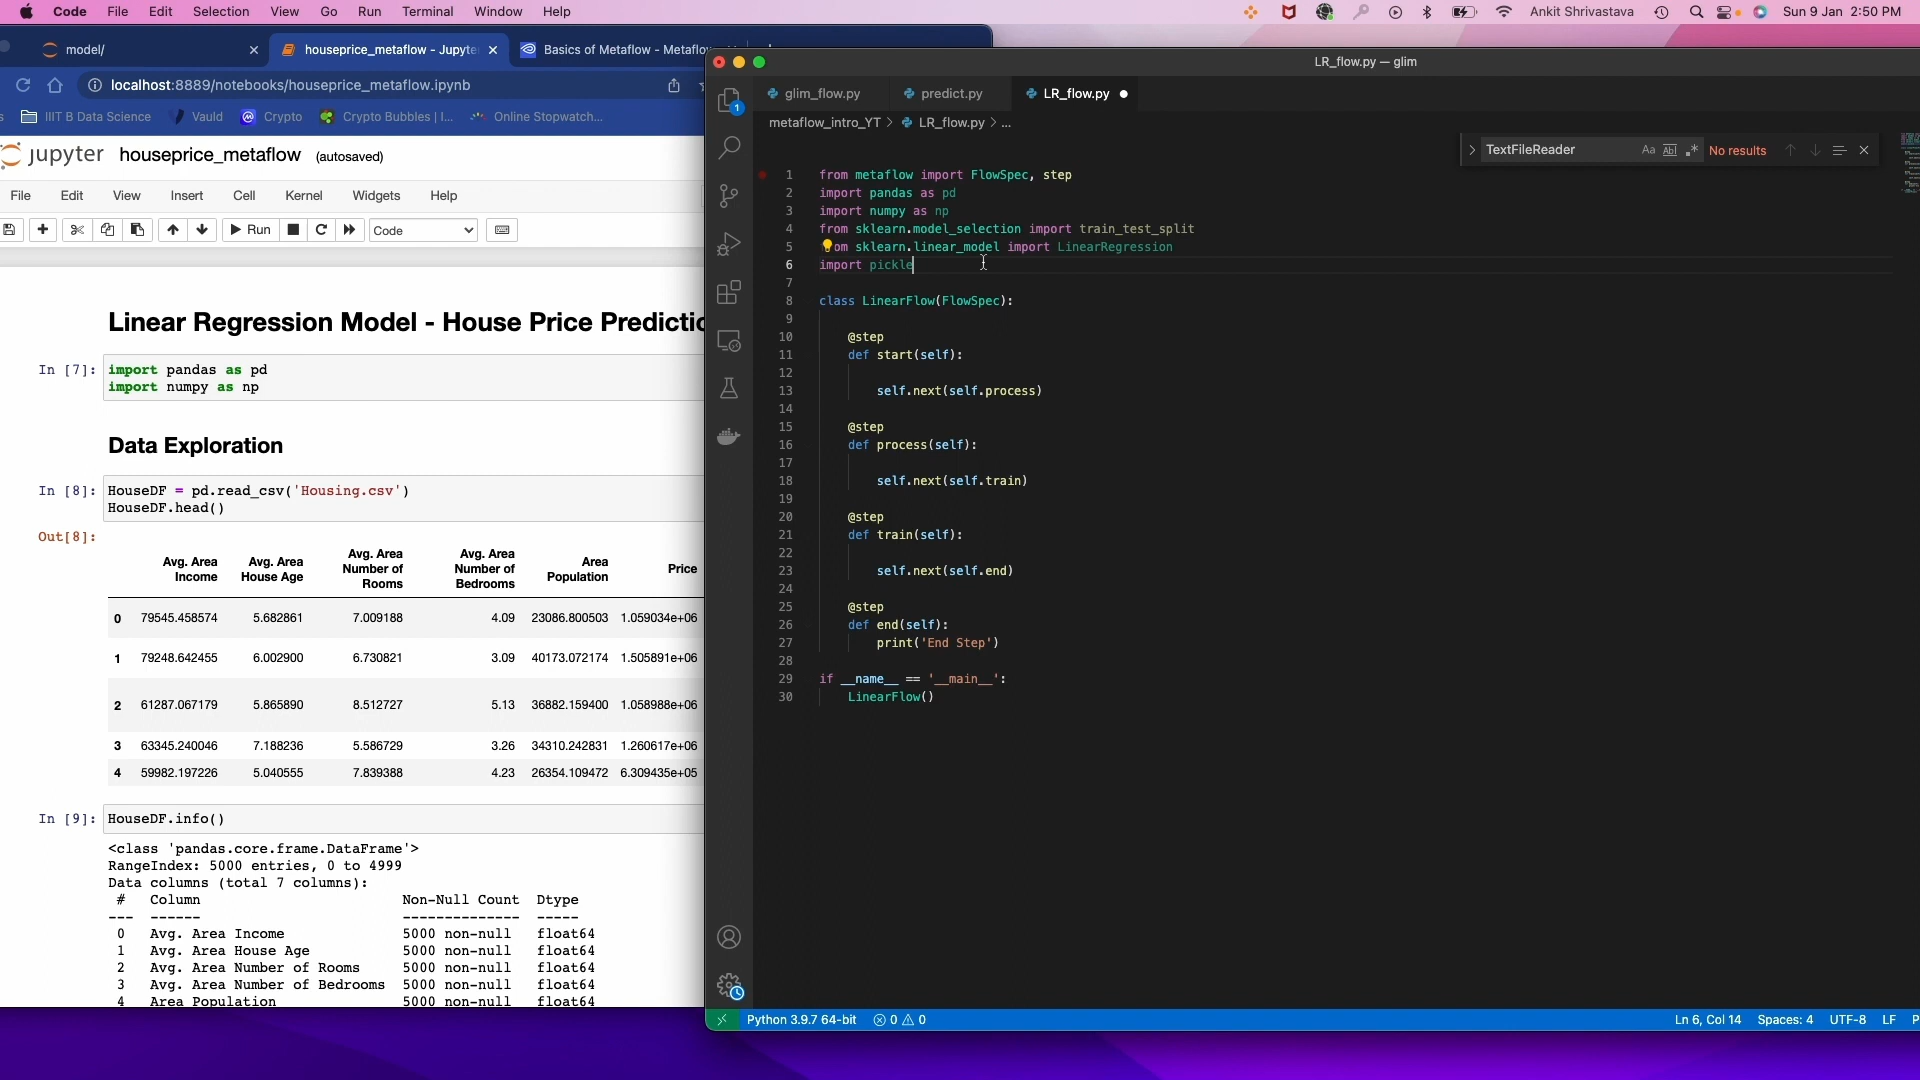 Code File Edit Selection View Go Run Terminal Window Help
Ankit Shrivastava Sun 9 Jan 2:50 PM
model/
houseprice_metaflow - Jupyte
Basics of Metaflow - Metaflow
localhost:8889/notebooks/houseprice_metaflow.ipynb
s IIIT B Data Science Vauld Crypto Crypto Bubbles | I... Online Stopwatch...
jupyter houseprice_metaflow (autosaved)
File Edit View Insert Cell Kernel Widgets Help
Run Code
Linear Regression Model - House Price Predictio
In [7]: import pandas as pd
import numpy as np
Data Exploration
In [8]: HouseDF = pd.read_csv('Housing.csv')
HouseDF.head()
Out[8]:
Avg. Area Income Avg. Area House Age Avg. Area Number of Rooms Avg. Area Number of Bedrooms Area Population Price
0 79545.458574 5.682861 7.009188 4.09 23086.800503 1.059034e+06
1 79248.642455 6.002900 6.730821 3.09 40173.072174 1.505891e+06
2 61287.067179 5.865890 8.512727 5.13 36882.159400 1.058988e+06
3 63345.240046 7.188236 5.586729 3.26 34310.242831 1.260617e+06
4 59982.197226 5.040555 7.839388 4.23 26354.109472 6.309435e+05
In [9]: HouseDF.info()
<class 'pandas.core.frame.DataFrame'>
RangeIndex: 5000 entries, 0 to 4999
Data columns (total 7 columns):
# Column Non-Null Count Dtype
--- ------ -------------- -----
0 Avg. Area Income 5000 non-null float64
1 Avg. Area House Age 5000 non-null float64
2 Avg. Area Number of Rooms 5000 non-null float64
3 Avg. Area Number of Bedrooms 5000 non-null float64
4 Area Population 5000 non-null float64
LR_flow.py — glim
1
glim_flow.py predict.py LR_flow.py
metaflow_intro_YT > LR_flow.py > ...
TextFileReader Aa Abl .* No results
1 from metaflow import FlowSpec, step
2 import pandas as pd
3 import numpy as np
4 from sklearn.model_selection import train_test_split
5 om sklearn.linear_model import LinearRegression
6 import pickle
7
8 class LinearFlow(FlowSpec):
9
10 @step
11 def start(self):
12
13 self.next(self.process)
14
15 @step
16 def process(self):
17
18 self.next(self.train)
19
20 @step
21 def train(self):
22
23 self.next(self.end)
24
25 @step
26 def end(self):
27 print('End Step')
28
29 if __name__ == '__main__':
30 LinearFlow()
Python 3.9.7 64-bit 0 0 Ln 6, Col 14 Spaces: 4 UTF-8 LF P